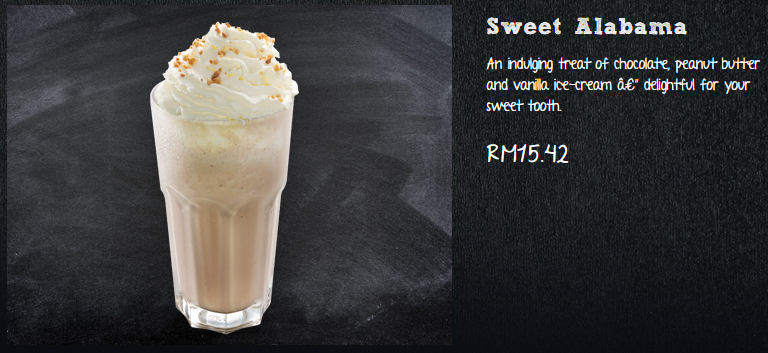 Sweet Alabama
An indulging treat of chocolate, peanut butter
and vanilla ice-cream â€“ delightful for your
sweet tooth.
RM15.42